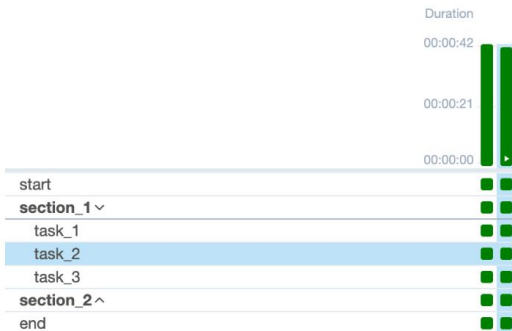 Duration
00:00:42
00:00:21
00:00:00
start
section_1
task_1
task_2
task_3
section_2
end